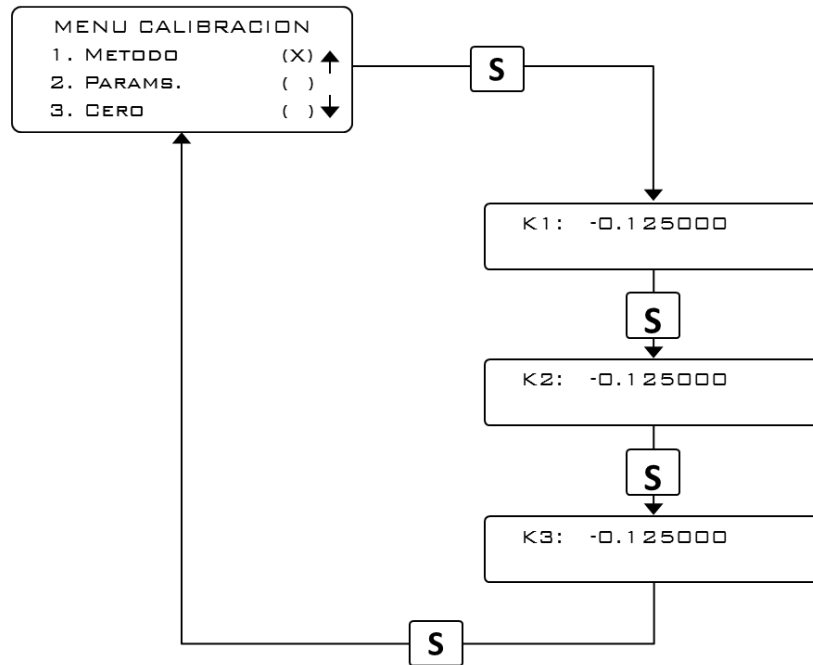 MENU CALIBRACION
1. METODO (X)
2. PARAMS. ( )
3. CERO ( )
S
K1: -0.125000
S
K2: -0.125000
S
K3: -0.125000
S